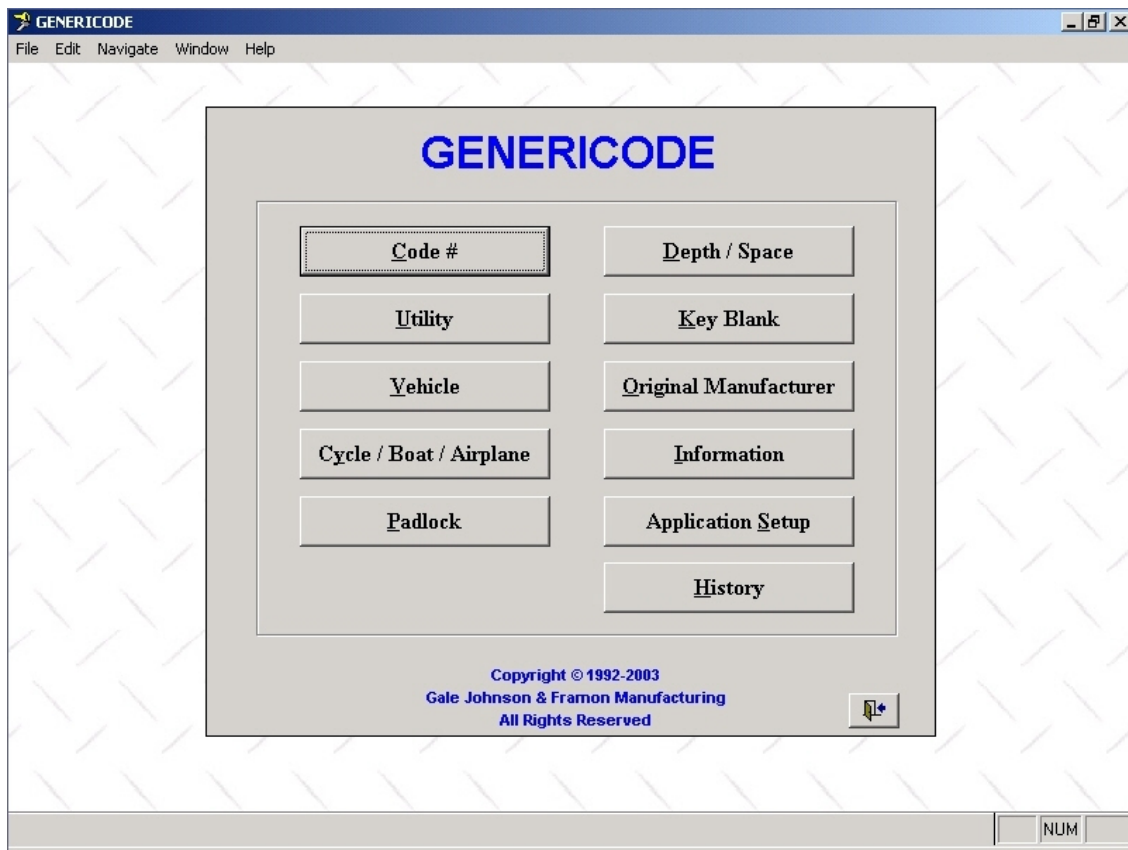 GENERICODE
File Edit Navigate Window Help
GENERICODE
Code #
Depth / Space
Utility
Key Blank
Vehicle
Original Manufacturer
Cycle / Boat / Airplane
Information
Padlock
Application Setup
History
Copyright © 1992-2003
Gale Johnson & Framon Manufacturing
All Rights Reserved
NUM